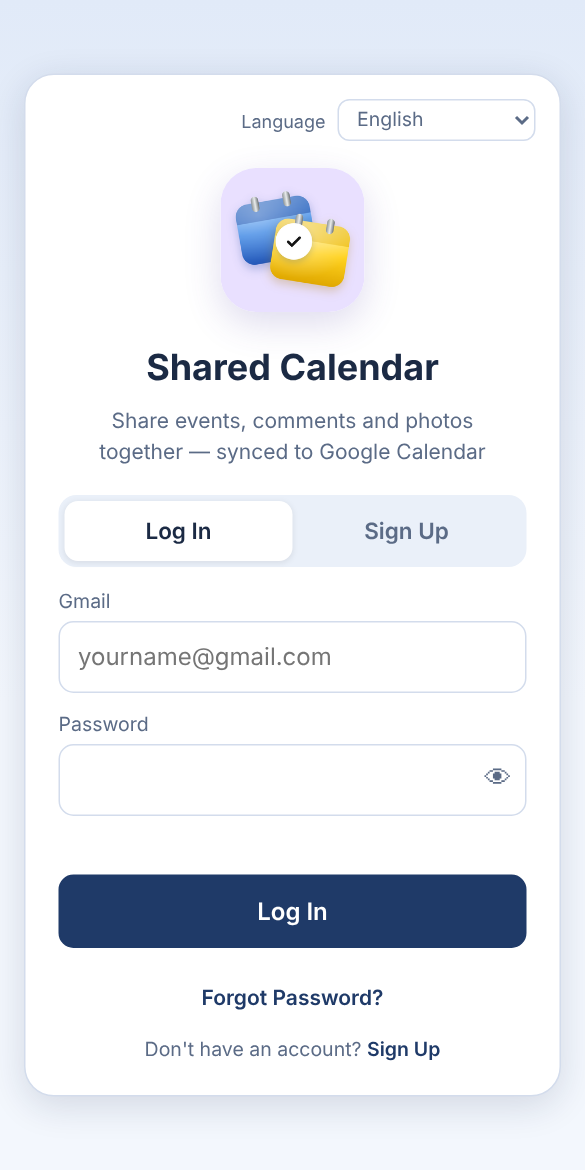 Language
English
Shared Calendar
Share events, comments and photos
together — synced to Google Calendar
Log In
Sign Up
Gmail
yourname@gmail.com
Password
Log In
Forgot Password?
Don't have an account? Sign Up